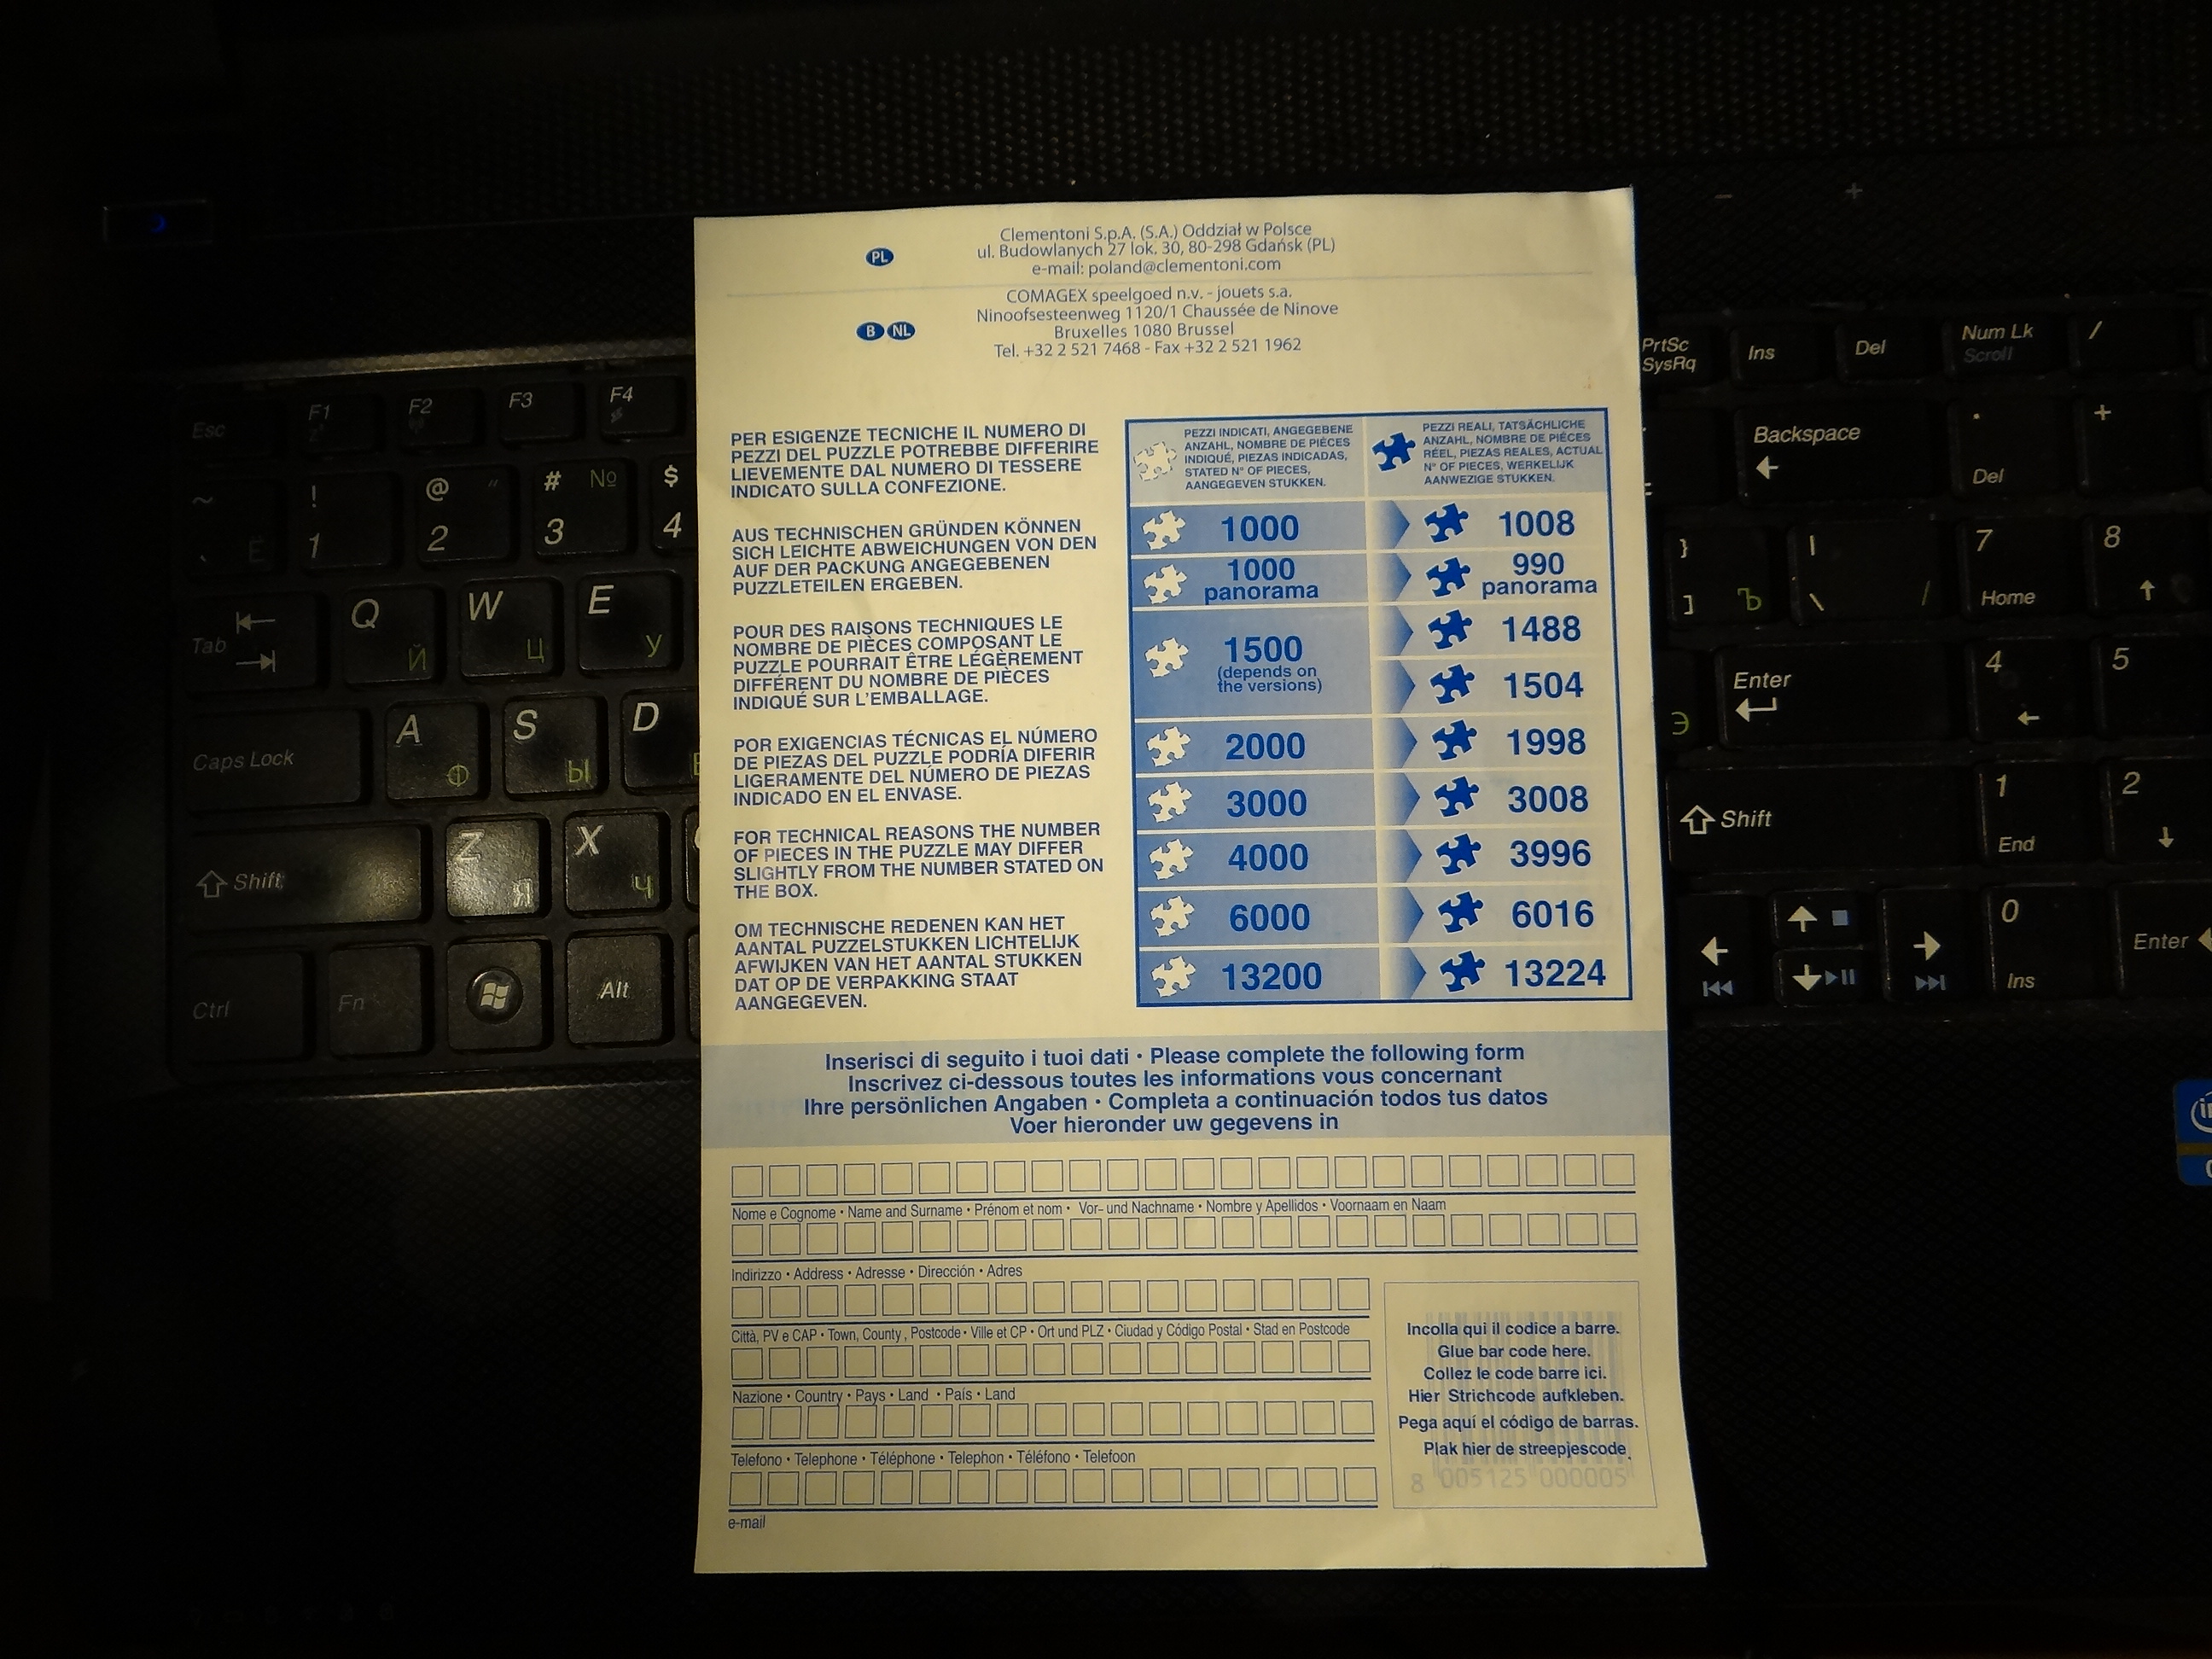 PL
Clementoni S.p.A. (S.A.) Oddział w Polsce
ul. Budowlanych 27 lok. 30, 80-298 Gdańsk (PL)
e-mail: poland@clementoni.com
B NL
COMAGEX speelgoed n.v. - jouets s.a.
Ninoofsesteenweg 1120/1 Chaussée de Ninove
Bruxelles 1080 Brussel
Tel. +32 2 521 7468 - Fax +32 2 521 1962
PER ESIGENZE TECNICHE IL NUMERO DI
PEZZI DEL PUZZLE POTREBBE DIFFERIRE
LIEVEMENTE DAL NUMERO DI TESSERE
INDICATO SULLA CONFEZIONE.
AUS TECHNISCHEN GRÜNDEN KÖNNEN
SICH LEICHTE ABWEICHUNGEN VON DEN
AUF DER PACKUNG ANGEGEBENEN
PUZZLETEILEN ERGEBEN.
POUR DES RAISONS TECHNIQUES LE
NOMBRE DE PIÈCES COMPOSANT LE
PUZZLE POURRAIT ÊTRE LÉGÈREMENT
DIFFÉRENT DU NOMBRE DE PIÈCES
INDIQUÉ SUR L'EMBALLAGE.
POR EXIGENCIAS TÉCNICAS EL NÚMERO
DE PIEZAS DEL PUZZLE PODRÍA DIFERIR
LIGERAMENTE DEL NÚMERO DE PIEZAS
INDICADO EN EL ENVASE.
FOR TECHNICAL REASONS THE NUMBER
OF PIECES IN THE PUZZLE MAY DIFFER
SLIGHTLY FROM THE NUMBER STATED ON
THE BOX.
OM TECHNISCHE REDENEN KAN HET
AANTAL PUZZELSTUKKEN LICHTELIJK
AFWIJKEN VAN HET AANTAL STUKKEN
DAT OP DE VERPAKKING STAAT
AANGEGEVEN.
PEZZI INDICATI, ANGEGEBENE
ANZAHL, NOMBRE DE PIÈCES
INDIQUÉ, PIEZAS INDICADAS,
STATED N° OF PIECES,
AANGEGEVEN STUKKEN.
PEZZI REALI, TATSÄCHLICHE
ANZAHL, NOMBRE DE PIÈCES
RÉEL, PIEZAS REALES, ACTUAL
N° OF PIECES, WERKELIJK
AANWEZIGE STUKKEN.
1000 1008
1000 990
panorama panorama
1500 1488
(depends on
the versions) 1504
2000 1998
3000 3008
4000 3996
6000 6016
13200 13224
Inserisci di seguito i tuoi dati • Please complete the following form
Inscrivez ci-dessous toutes les informations vous concernant
Ihre persönlichen Angaben • Completa a continuación todos tus datos
Voer hieronder uw gegevens in
Nome e Cognome • Name and Surname • Prénom et nom • Vor- und Nachname • Nombre y Apellidos • Voornaam en Naam
Indirizzo • Address • Adresse • Dirección • Adres
Città, PV e CAP • Town, County, Postcode • Ville et CP • Ort und PLZ • Ciudad y Código Postal • Stad en Postcode
Nazione • Country • Pays • Land • País • Land
Telefono • Telephone • Téléphone • Telephon • Téléfono • Telefoon
e-mail
Incolla qui il codice a barre.
Glue bar code here.
Collez le code barre ici.
Hier Strichcode aufkleben.
Pega aquí el código de barras.
Plak hier de streepjescode.
8 005125 000005
Esc F1 F2 F3 F4
~ Ё
! 1
@ " 2
# № 3
$ 4
Tab
Q Й
W Ц
E У
Caps Lock
A Ф
S Ы
D
Shift
Z Я
X Ч
Ctrl Fn Alt
PrtSc
SysRq
Ins
Del
Num Lk
Scroll
/
Backspace
. Del
+
} ] Ъ
| \ /
7 Home
8
Э
Enter
4
5
Shift
1 End
2
0 Ins
Enter